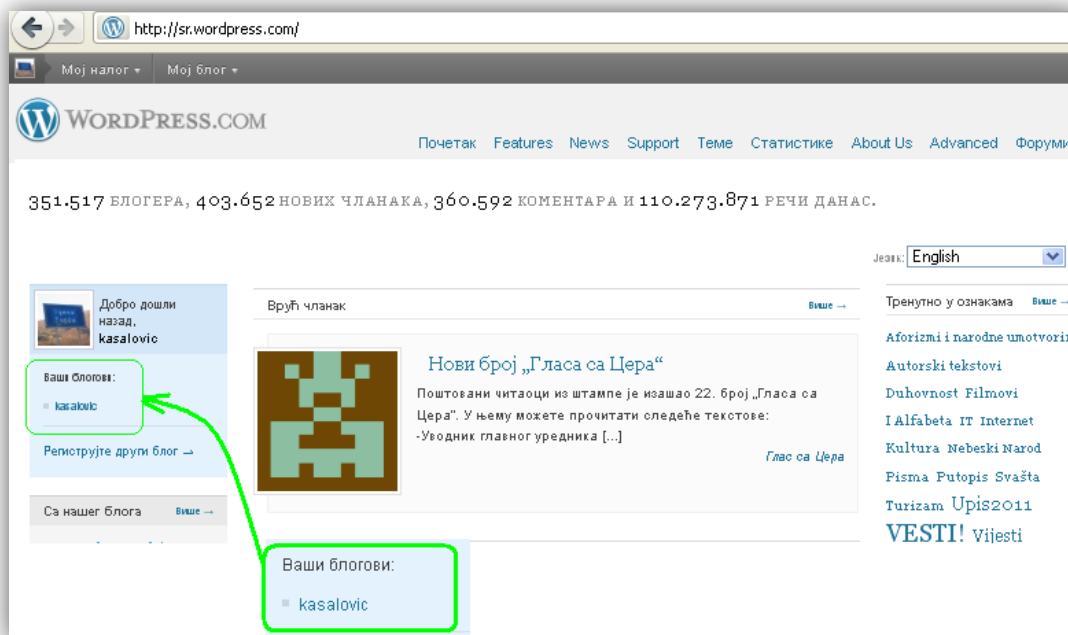 http://sr.wordpress.com/
Мој налог
Мој блог
WORDPRESS.COM
Почетак Features News Support Теме Статистике About Us Advanced Форуми
351.517 БЛОГЕРА, 403.652 НОВИХ ЧЛАНАКА, 360.592 КОМЕНТАРА И 110.273.871 РЕЧИ ДАНАС.
Језик: English
Добро дошли
назад,
kasalovic
Ваши блогови:
kasalovic
Региструјте други блог →
Са нашег блога Више →
Врућ чланак Више →
Нови број „Гласа са Цера“
Поштовани читаоци из штампе је изашао 22. број „Гласа са
Цера". У њему можете прочитати следеће текстове:
-Уводник главног уредника [...]
Глас са Цера
Ваши блогови:
kasalovic
Тренутно у ознакама Више →
Aforizmi i narodne umotvorin
Autorski tekstovi
Duhovnost Filmovi
I Alfabeta IT Internet
Kultura Nebeski Narod
Pisma Putopis Svašta
Turizam Upis2011
VESTI! Vijesti